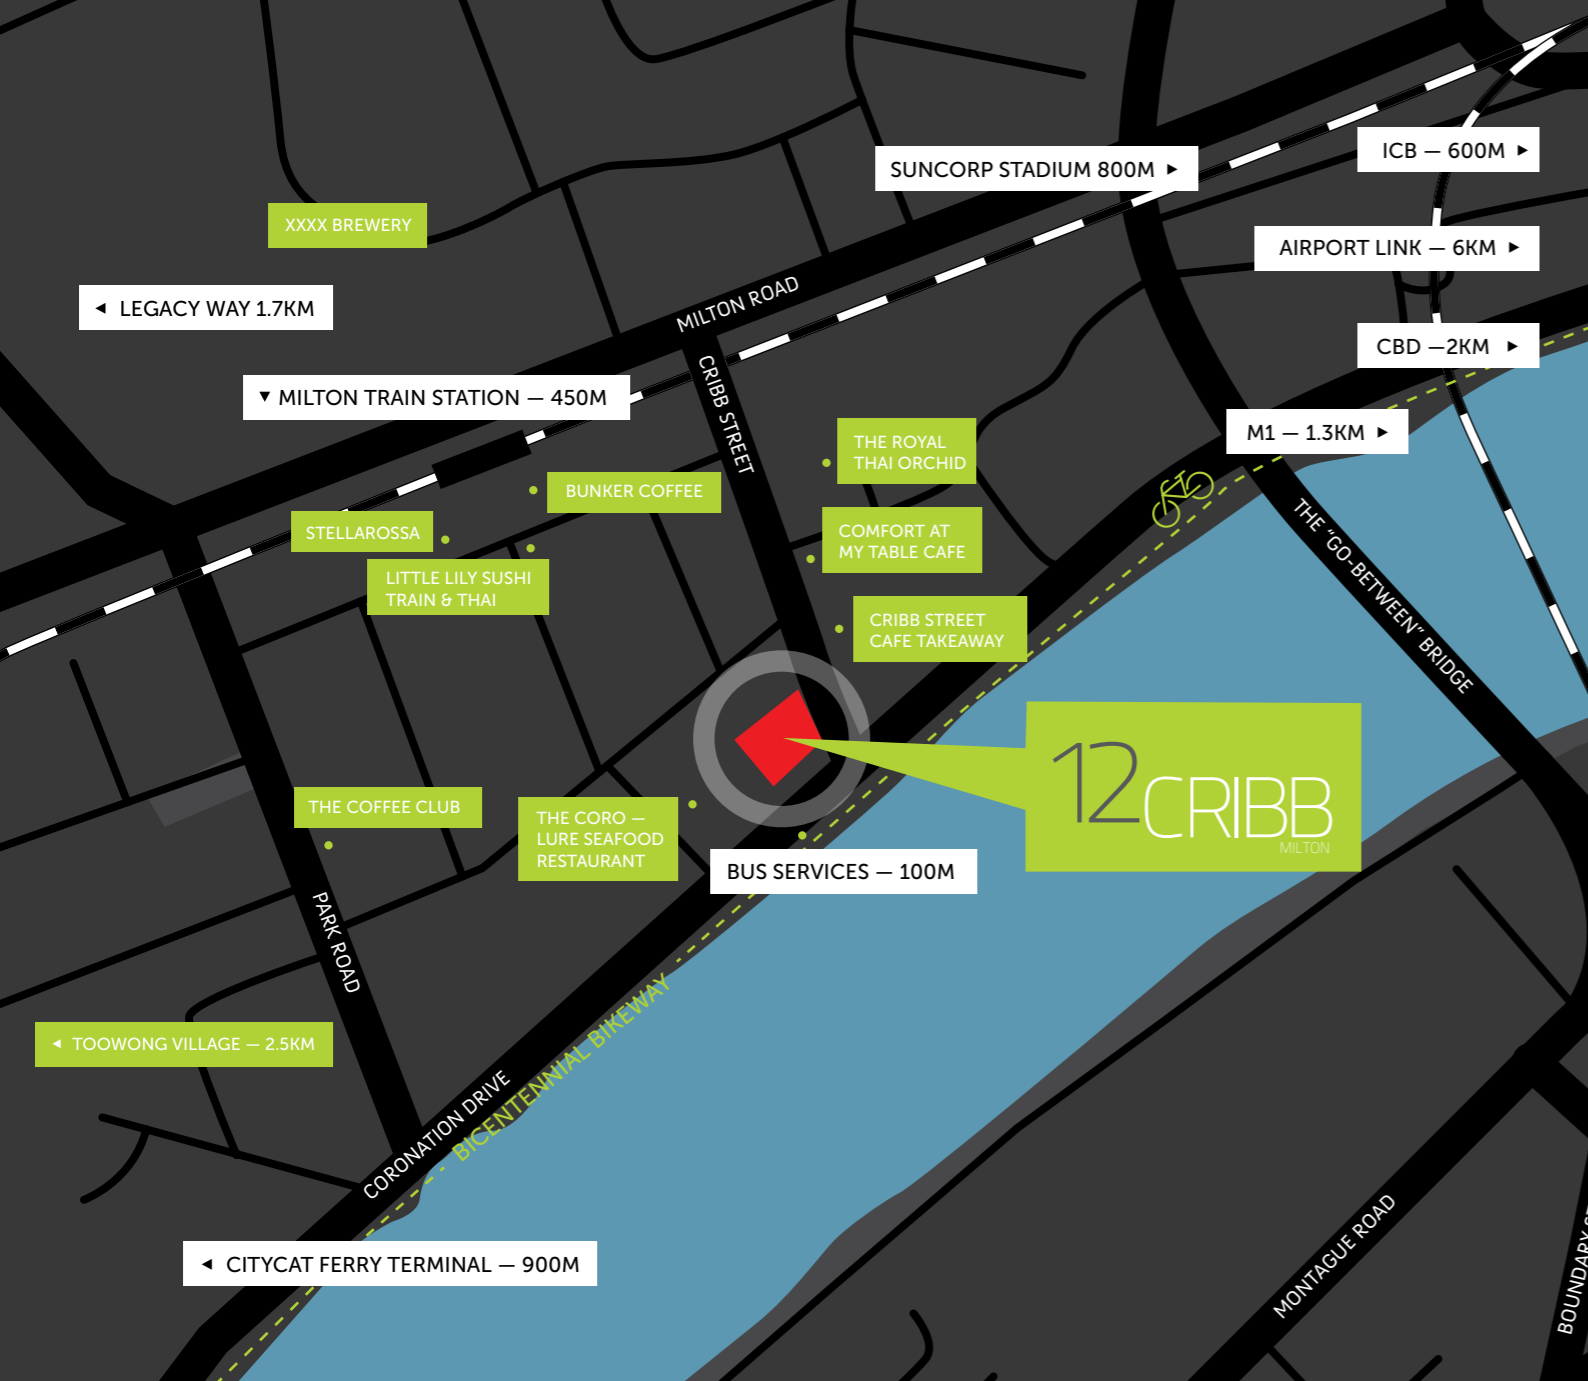 ICB — 600M ►
SUNCORP STADIUM 800M ►
XXXX BREWERY
AIRPORT LINK — 6KM ►
◄ LEGACY WAY 1.7KM
MILTON ROAD
CBD —2KM ►
▼ MILTON TRAIN STATION — 450M
CRIBB STREET
M1 — 1.3KM ►
THE ROYAL
THAI ORCHID
BUNKER COFFEE
STELLAROSSA
COMFORT AT
MY TABLE CAFE
LITTLE LILY SUSHI
TRAIN & THAI
THE “GO-BETWEEN” BRIDGE
CRIBB STREET
CAFE TAKEAWAY
12CRIBB
MILTON
THE COFFEE CLUB
THE CORO —
LURE SEAFOOD
RESTAURANT
BUS SERVICES — 100M
PARK ROAD
◄ TOOWONG VILLAGE — 2.5KM
BICENTENNIAL BIKEWAY
CORONATION DRIVE
◄ CITYCAT FERRY TERMINAL — 900M
MONTAGUE ROAD
BOUNDARY